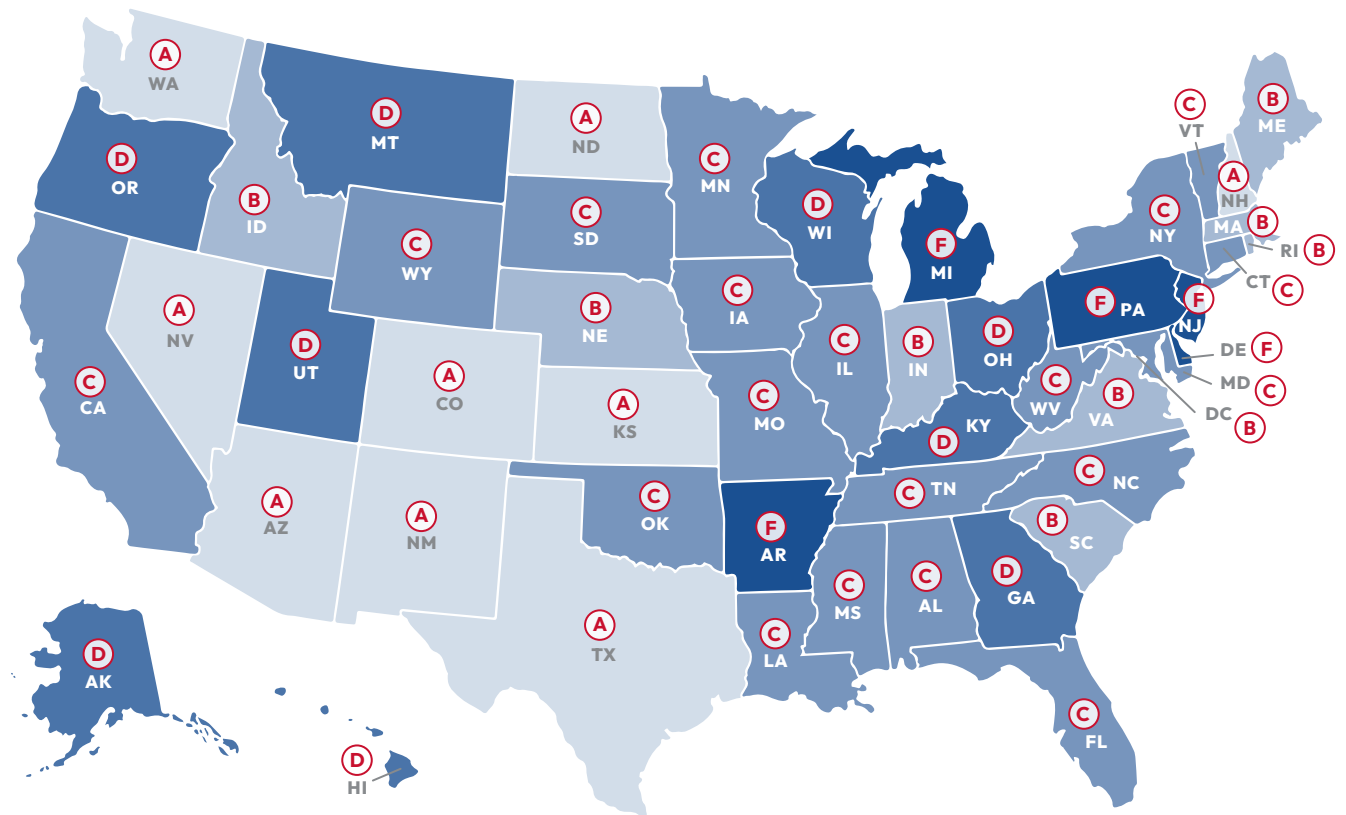 A
WA
D
OR
B
ID
D
MT
A
ND
C
MN
C
SD
C
WY
D
WI
F
MI
C
VT
B
ME
A
NH
C
NY
MA B
RI B
CT C
F PA
F
NJ
DE F
MD C
DC B
A
NV
C
CA
D
UT
A
CO
B
NE
C
IA
C
IL
B
IN
D
OH
C
WV
B
VA
A
KS
C
MO
KY
D
C TN
C NC
B
SC
A
AZ
A
NM
C
OK
F
AR
C
MS
C
AL
D
GA
A
TX
C
LA
C
FL
D
AK
D
HI